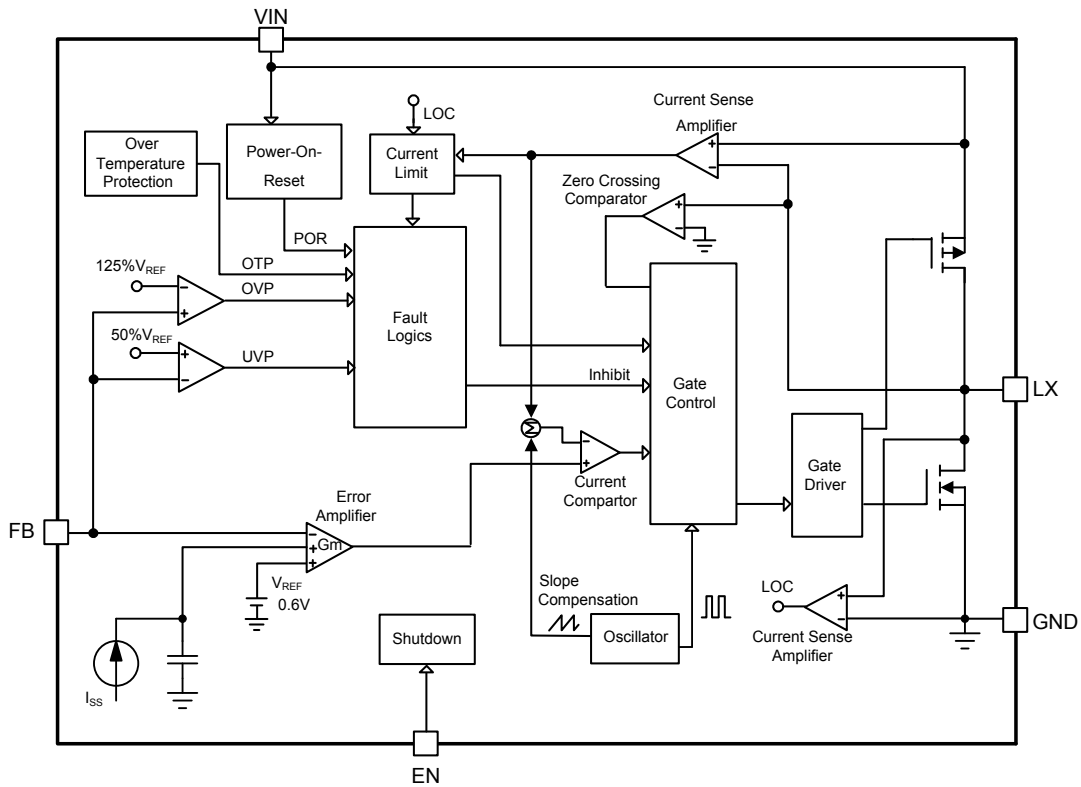 VIN
LOC
Current Sense
Amplifier
Over
Temperature
Protection
Power-On-
Reset
Current
Limit
Zero Crossing
Comparator
POR
OTP
125%VREF
OVP
50%VREF
UVP
Fault
Logics
Inhibit
Gate
Control
LX
Σ
Current
Compartor
Gate
Driver
Error
Amplifier
FB
Gm
VREF
0.6V
Slope
Compensation
LOC
Shutdown
Oscillator
Current Sense
Amplifier
GND
ISS
EN